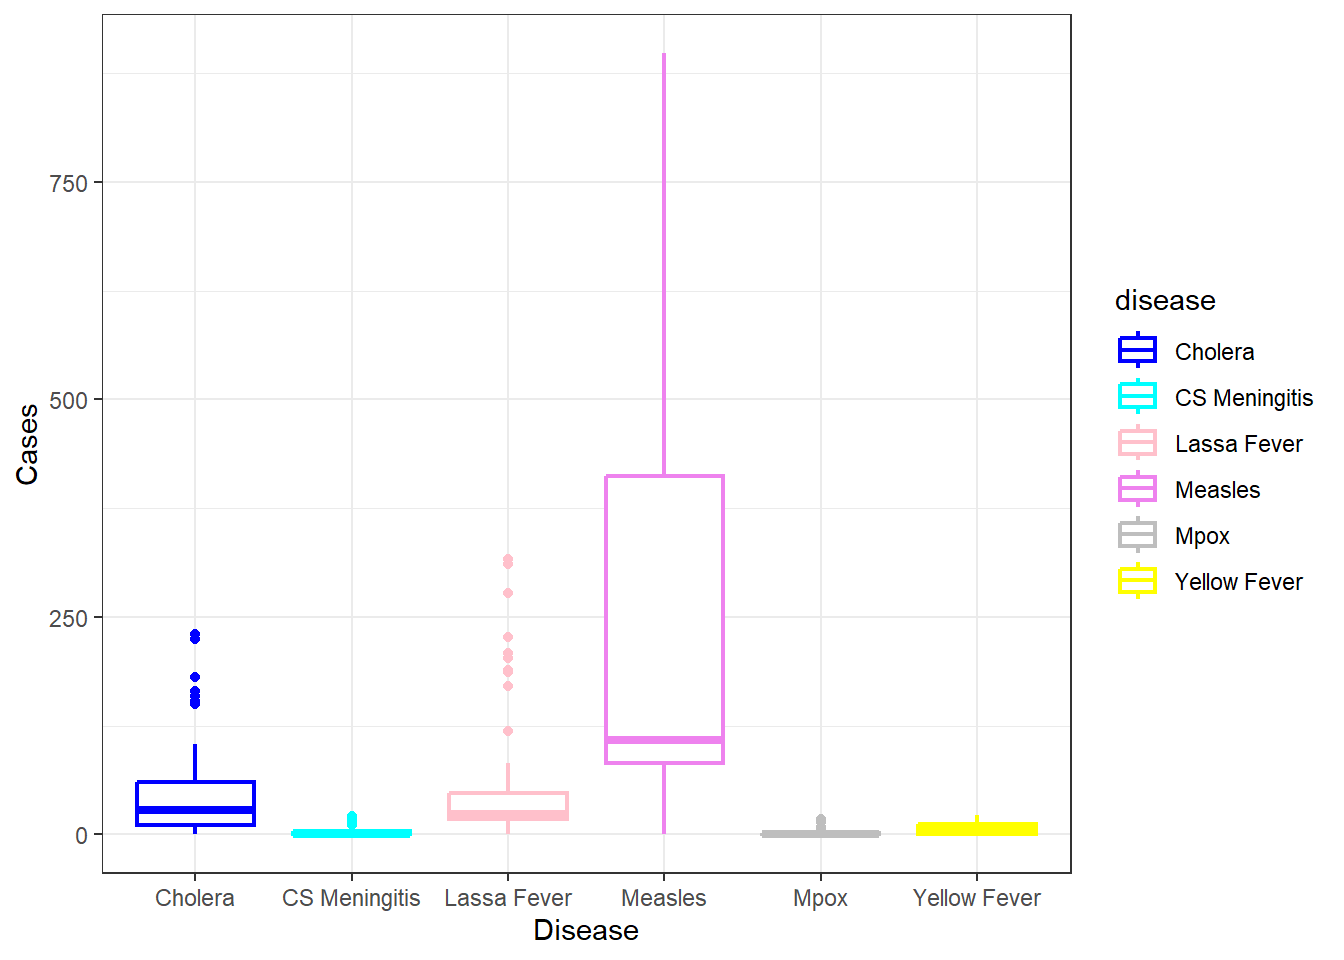 Cases
750
500
250
0
Cholera
CS Meningitis
Lassa Fever
Measles
Mpox
Yellow Fever
Disease
disease
Cholera
CS Meningitis
Lassa Fever
Measles
Mpox
Yellow Fever